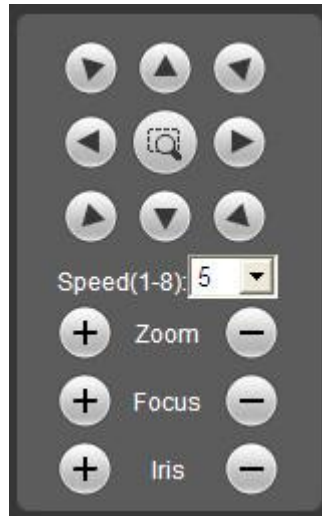 Speed(1-8): 5
+ Zoom −
+ Focus −
+ Iris −